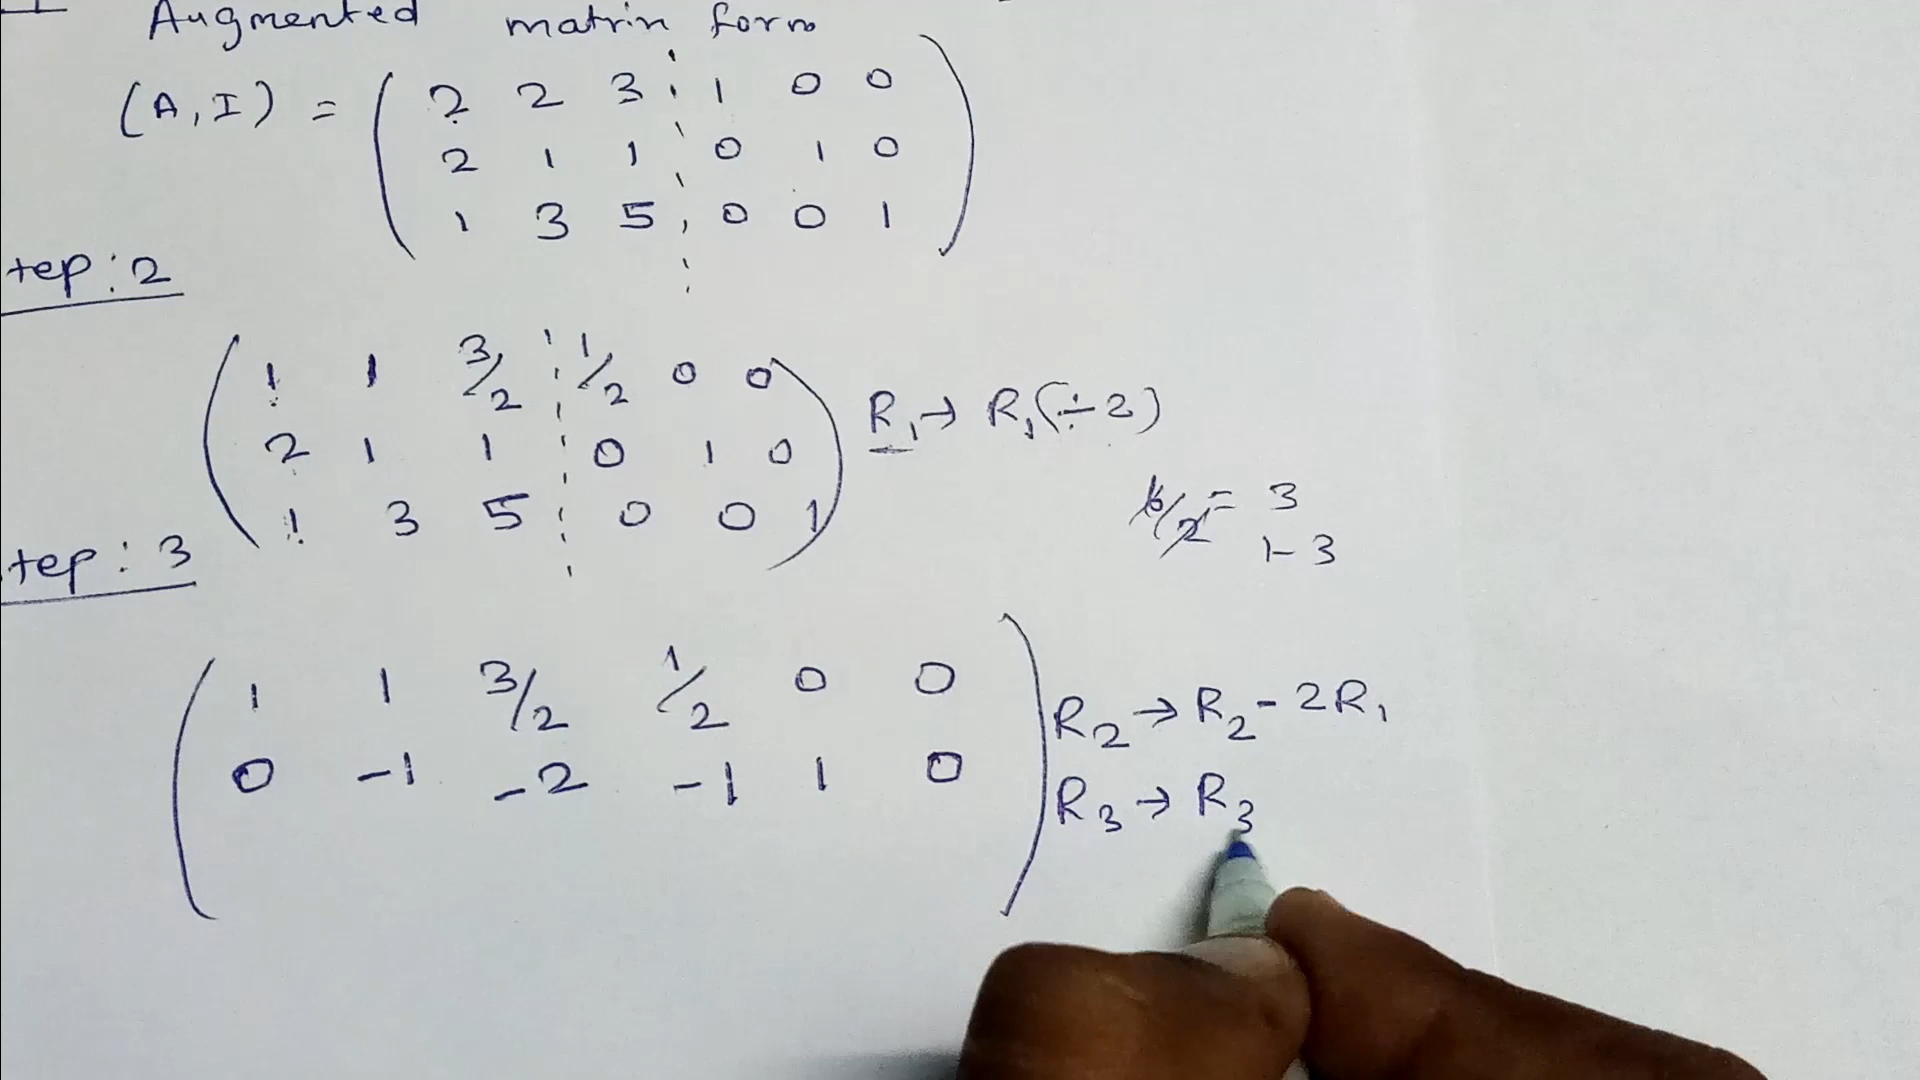 Augmented matrix form
(A, I) = ( 2 2 3 ¦ 1 0 0
2 1 1 ¦ 0 1 0
1 3 5 ¦ 0 0 1 )
tep : 2
( 1 1 3/2 ¦ 1/2 0 0
2 1 1 ¦ 0 1 0
1 3 5 ¦ 0 0 1 )
R1 → R1(÷2)
6/2 = 3
1-3
tep : 3
( 1 1 3/2 1/2 0 0
0 -1 -2 -1 1 0 )
R2 → R2 - 2R1
R3 → R3